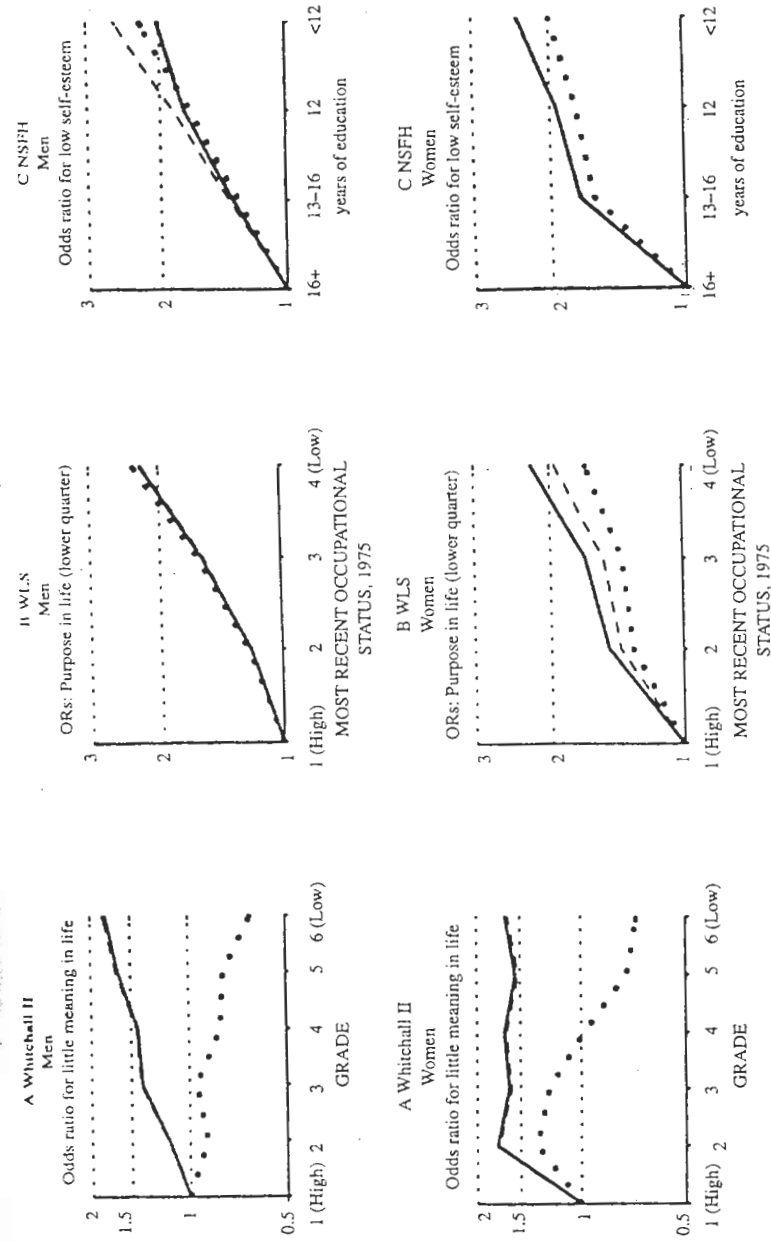 A Whitehall II
Men
Odds ratio for little meaning in life
2
1.5
1
0.5
1 (High) 2 3 4 5 6 (Low)
GRADE
B WLS
Men
ORs: Purpose in life (lower quarter)
3
2
1
1 (High) 2 3 4 (Low)
MOST RECENT OCCUPATIONAL
STATUS, 1975
C NSFH
Men
Odds ratio for low self-esteem
3
2
1
16+ 13–16 12 <12
years of education
A Whitehall II
Women
Odds ratio for little meaning in life
2
1.5
1
0.5
1 (High) 2 3 4 5 6 (Low)
GRADE
B WLS
Women
ORs: Purpose in life (lower quarter)
3
2
1
1 (High) 2 3 4 (Low)
MOST RECENT OCCUPATIONAL
STATUS, 1975
C NSFH
Women
Odds ratio for low self-esteem
3
2
1
16+ 13–16 12 <12
years of education